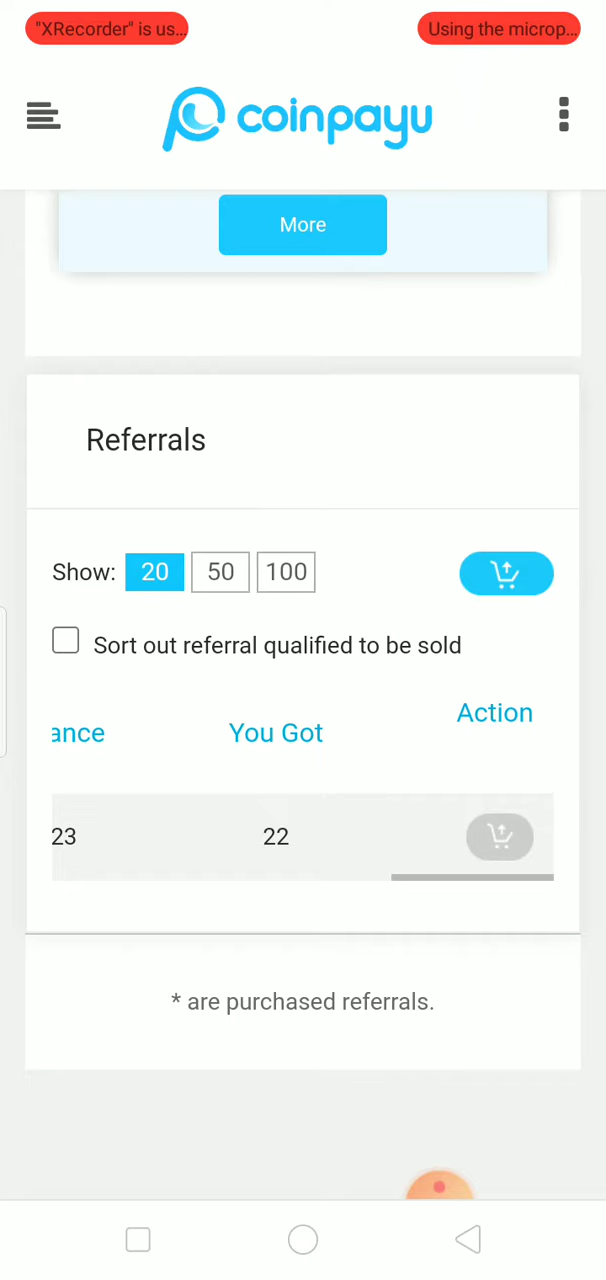 "XRecorder" is us...
Using the microp...
coinpayu
More
Referrals
Show: 20 50 100
Sort out referral qualified to be sold
ance You Got Action
23 22
* are purchased referrals.